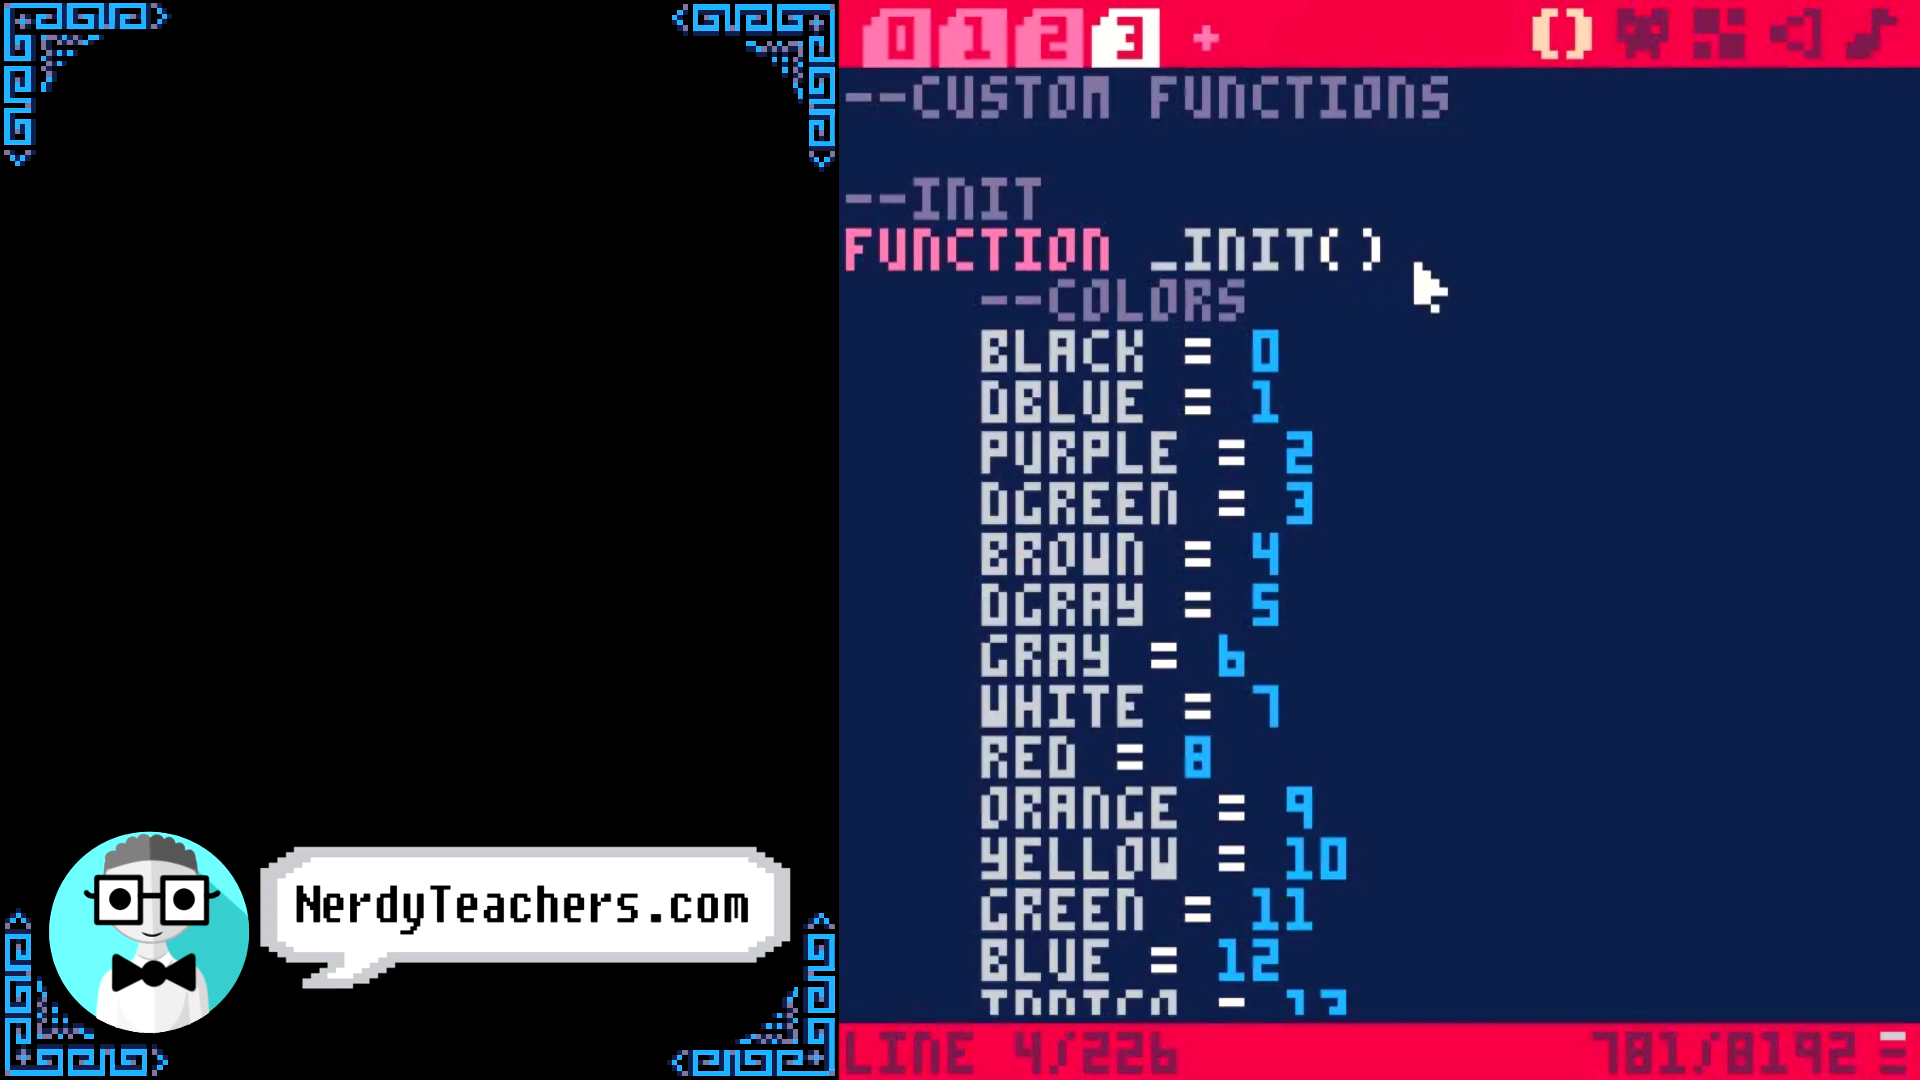 0 1 2 3 +
--CUSTOM FUNCTIONS
--INIT
FUNCTION _INIT()
--COLORS
BLACK = 0
DBLUE = 1
PURPLE = 2
DGREEN = 3
BROWN = 4
DGRAY = 5
GRAY = 6
WHITE = 7
RED = 8
ORANGE = 9
YELLOW = 10
GREEN = 11
BLUE = 12
INDIGO = 13
LINE 4/226
781/8192
NerdyTeachers.com